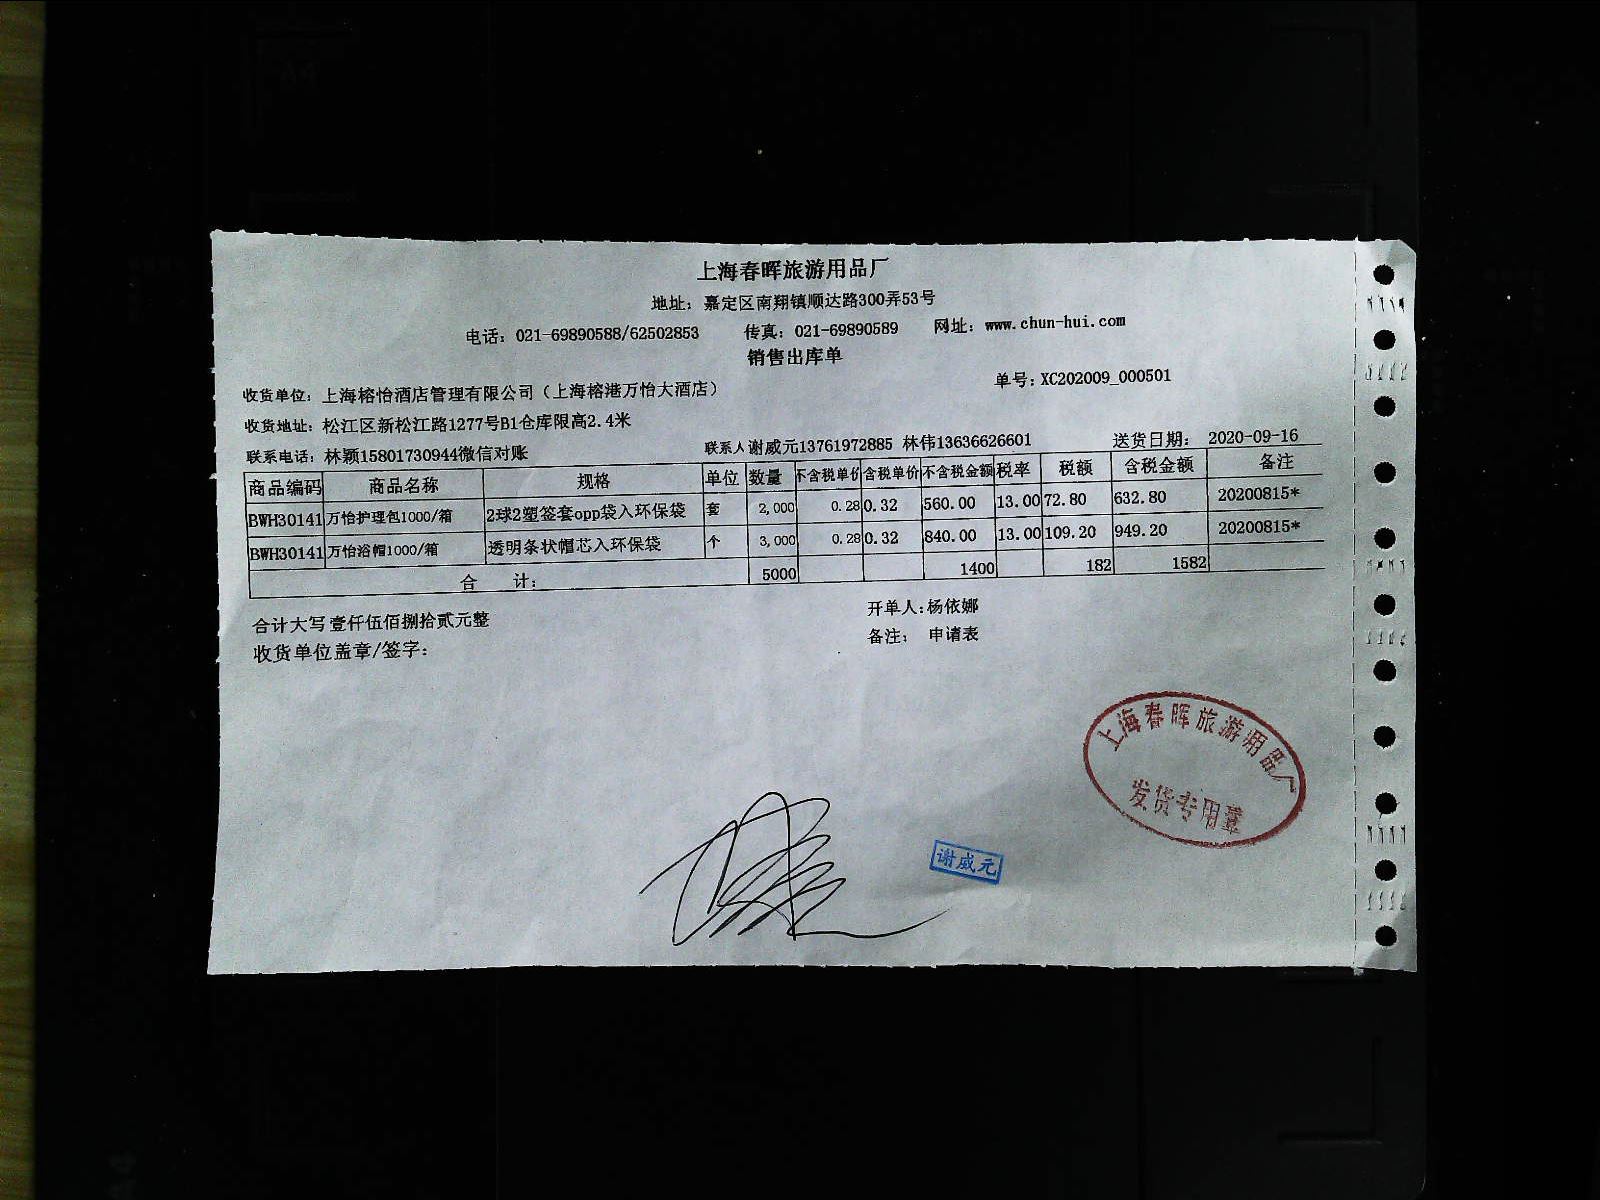 上海春晖旅游用品厂
地址：嘉定区南翔镇顺达路300弄53号
电话：021-69890588/62502853 传真：021-69890589 网址：www.chun-hui.com
销售出库单
收货单位：上海榕怡酒店管理有限公司（上海榕港万怡大酒店） 单号：XC202009_000501
收货地址：松江区新松江路1277号B1仓库限高2.4米
联系电话：林颖15801730944微信对账 联系人谢威元13761972885 林伟13636626601 送货日期：2020-09-16
商品编码 商品名称 规格 单位 数量 不含税单价 含税单价 不含税金额 税率 税额 含税金额 备注
BWH30141 万怡护理包1000/箱 2球2塑签套opp袋入环保袋 套 2,000 0.28 0.32 560.00 13.00 72.80 632.80 20200815*
BWH30141 万怡浴帽1000/箱 透明条状帽芯入环保袋 个 3,000 0.28 0.32 840.00 13.00 109.20 949.20 20200815*
合 计： 5000 1400 182 1582
合计大写 壹仟伍佰捌拾贰元整 开单人：杨依娜
收货单位盖章/签字： 备注： 申请表
上海春晖旅游用品厂
发货专用章
谢威元